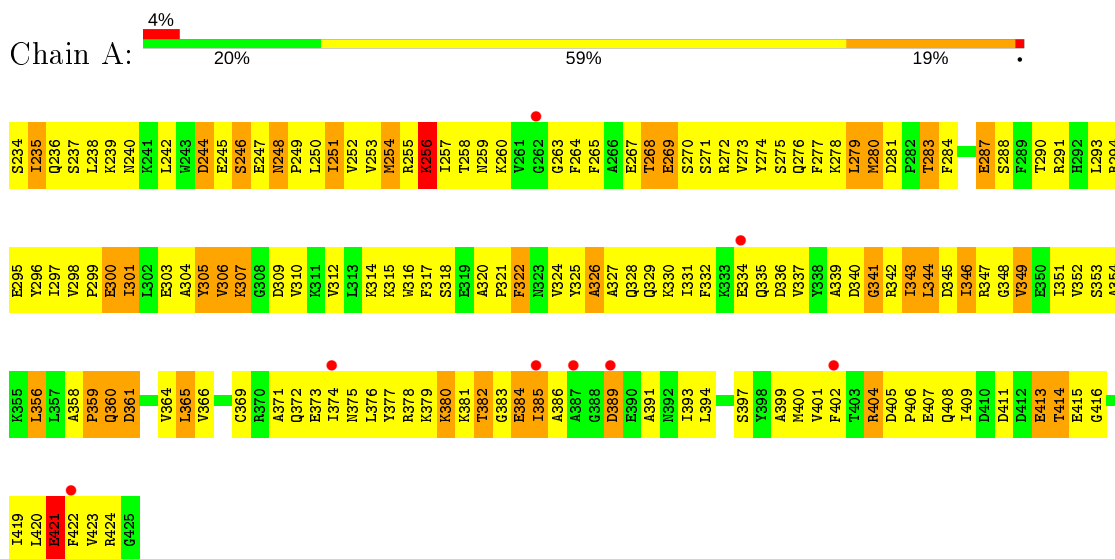 4%
Chain A:
20% 59% 19% •
S234 I235 Q236 S237 L238 K239 N240 K241 L242 W243 D244 E245 S246 E247 N248 P249 L250 I251 V252 V253 M254 R255 K256 I257 T258 N259 K260 V261 G262 G263 F264 F265 A266 E267 T268 E269 S270 S271 R272 V273 Y274 S275 Q276 F277 K278 L279 M280 D281 P282 T283 F284 E287 S288 F289 T290 R291 H292 L293 R294
E295 Y296 I297 V298 P299 E300 I301 L302 E303 A304 Y305 V306 K307 G308 D309 V310 K311 V312 L313 K314 K315 W316 F317 S318 E319 A320 P321 F322 N323 V324 Y325 A326 A327 Q328 Q329 K330 I331 F332 K333 E334 Q335 D336 V337 Y338 A339 D340 G341 R342 I343 L344 D345 I346 R347 G348 V349 E350 I351 V352 S353 A354
K355 L356 L357 A358 P359 Q360 D361 V364 L365 V366 C369 R370 A371 Q372 E373 I374 N375 L376 Y377 R378 K379 K380 K381 T382 G383 E384 I385 A386 A387 G388 D389 E390 A391 N392 I393 L394 S397 Y398 A399 M400 V401 F402 T403 R404 D405 P406 E407 Q408 I409 D410 D411 D412 E413 T414 E415 G416
I419 L420 E421 F422 V423 R424 G425